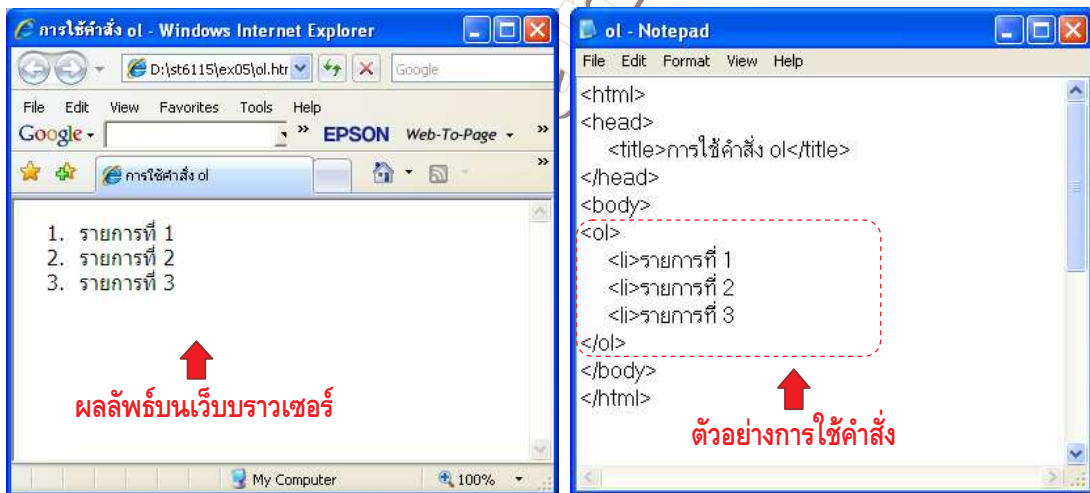 การใช้คำสั่ง ol - Windows Internet Explorer
D:\st6115\ex05\ol.htr
Google
File Edit View Favorites Tools Help
Google
EPSON Web-To-Page
»
»
»
การใช้คำสั่ง ol
1. รายการที่ 1
2. รายการที่ 2
3. รายการที่ 3
ผลลัพธ์บนเว็บบราวเซอร์
My Computer
100%
ol - Notepad
File Edit Format View Help
<html>
<head>
<title>การใช้คำสั่ง ol</title>
</head>
<body>
<ol>
<li>รายการที่ 1
<li>รายการที่ 2
<li>รายการที่ 3
</ol>
</body>
</html>
ตัวอย่างการใช้คำสั่ง